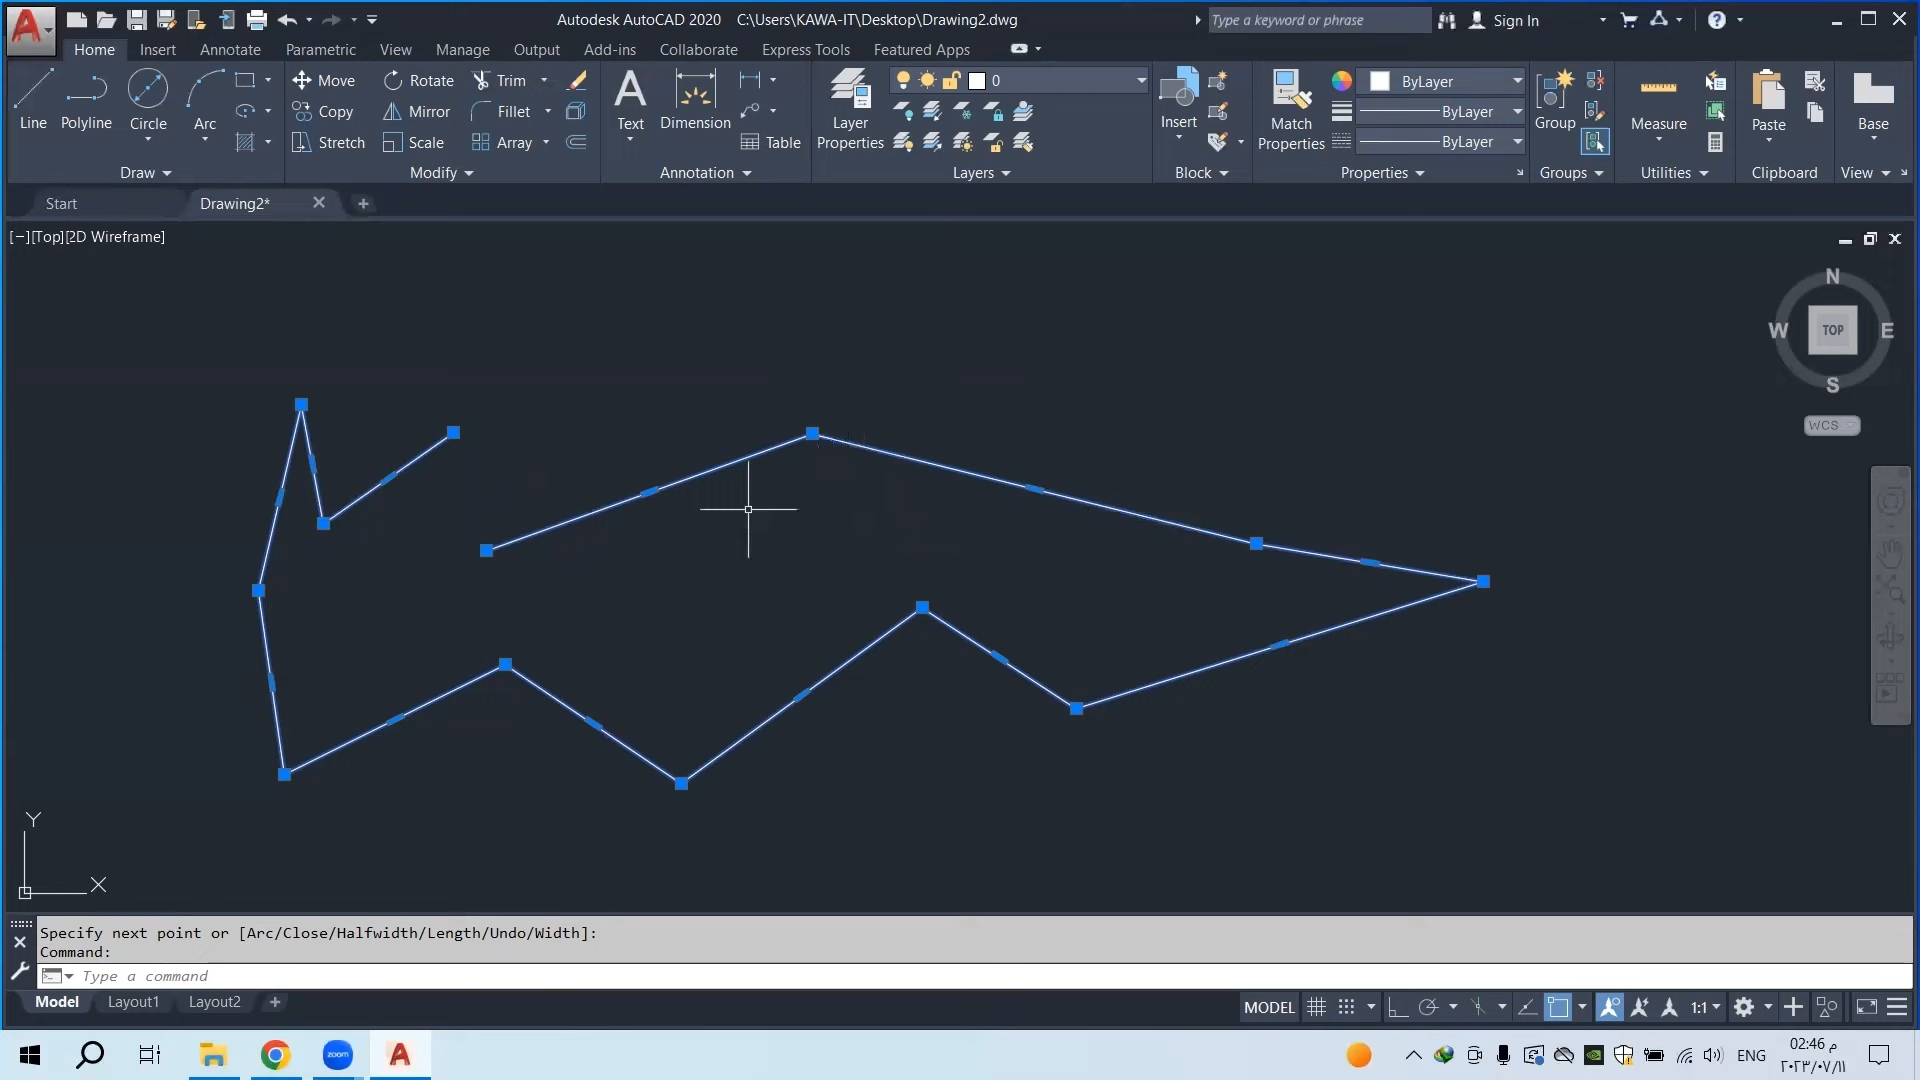 Autodesk AutoCAD 2020 C:\Users\KAWA-IT\Desktop\Drawing2.dwg
Type a keyword or phrase
Sign In
Home Insert Annotate Parametric View Manage Output Add-ins Collaborate Express Tools Featured Apps
Line
Polyline
Circle
Arc
Draw
Move
Rotate
Trim
Copy
Mirror
Fillet
Stretch
Scale
Array
Modify
Text
Dimension
Table
Annotation
Layer
Properties
0
Layers
Insert
Block
Match
Properties
ByLayer
ByLayer
ByLayer
Properties
Group
Groups
Measure
Utilities
Paste
Clipboard
Base
View
Start
Drawing2*
[−][Top][2D Wireframe]
N
W
TOP
E
S
WCS
Y
X
Specify next point or [Arc/Close/Halfwidth/Length/Undo/Width]:
Command:
Type a command
Model Layout1 Layout2
MODEL
1:1
zoom
ENG
02:46 م
٢٠٢٣/٠٧/١١